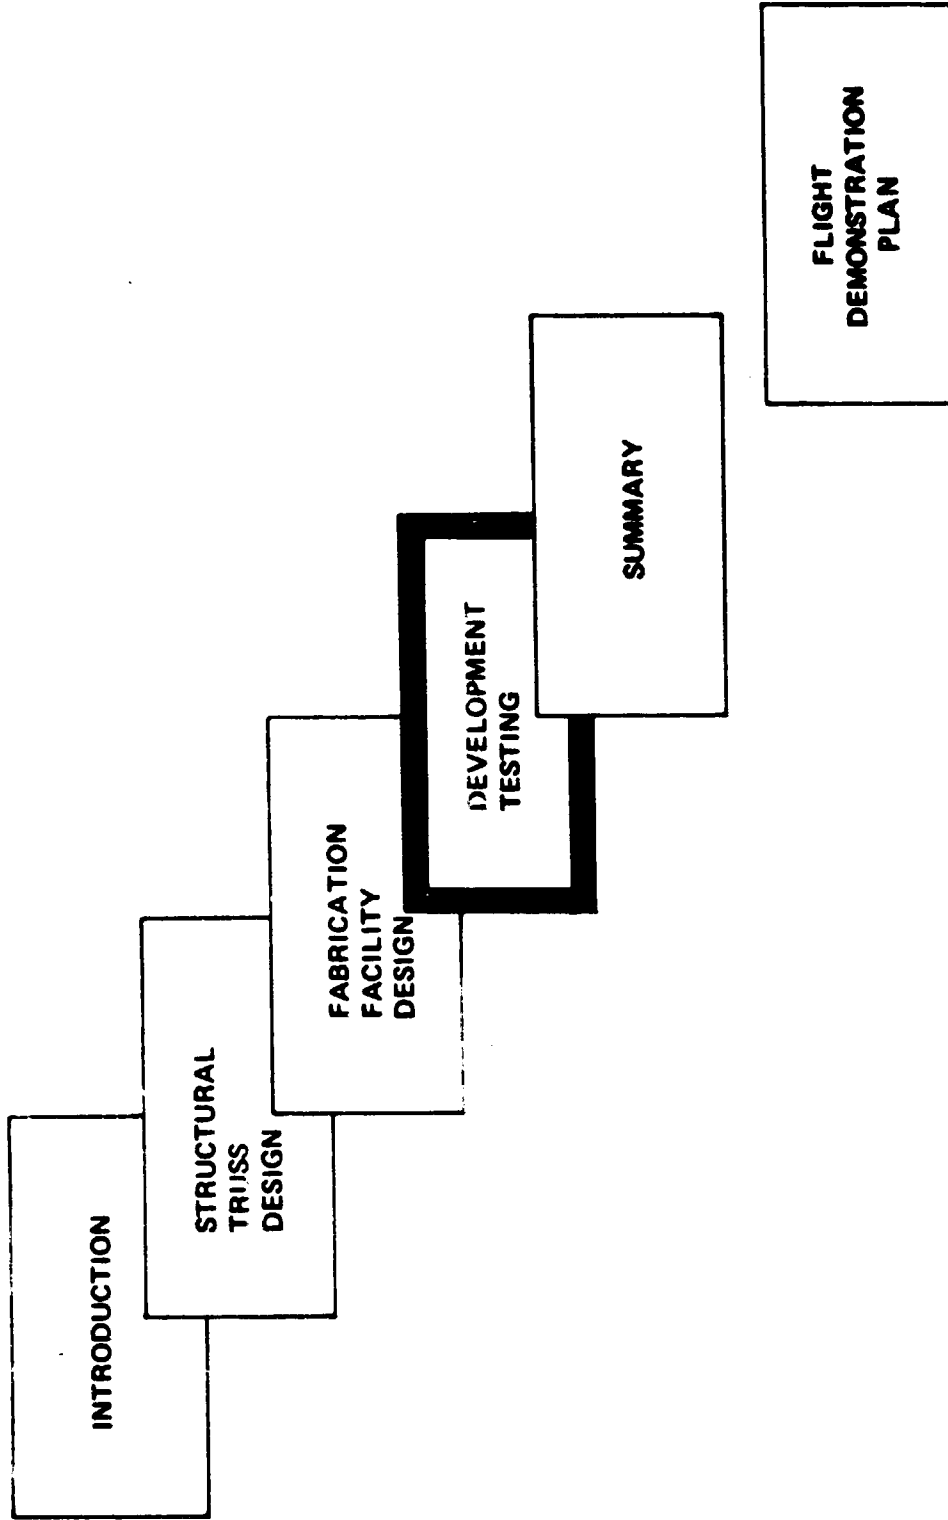 INTRODUCTION
STRUCTURAL
TRUSS
DESIGN
FABRICATION
FACILITY
DESIGN
DEVELOPMENT
TESTING
SUMMARY
FLIGHT
DEMONSTRATION
PLAN